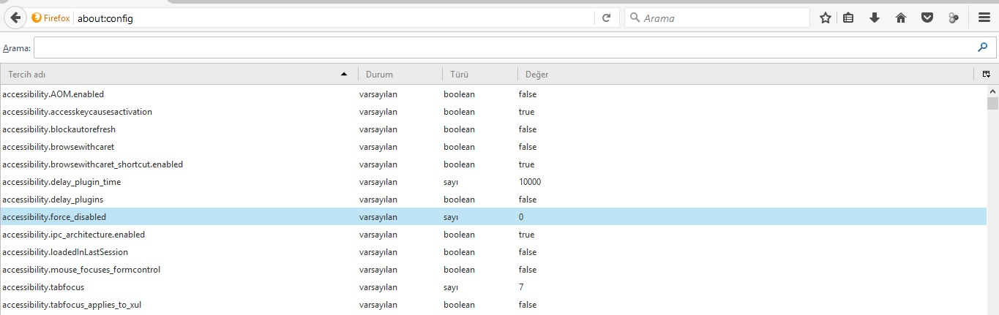 Firefox about:config Arama
Arama:
Tercih adı Durum Türü Değer
accessibility.AOM.enabled varsayılan boolean false
accessibility.accesskeycausesactivation varsayılan boolean true
accessibility.blockautorefresh varsayılan boolean false
accessibility.browsewithcaret varsayılan boolean false
accessibility.browsewithcaret_shortcut.enabled varsayılan boolean true
accessibility.delay_plugin_time varsayılan sayı 10000
accessibility.delay_plugins varsayılan boolean false
accessibility.force_disabled varsayılan sayı 0
accessibility.ipc_architecture.enabled varsayılan boolean true
accessibility.loadedInLastSession varsayılan boolean false
accessibility.mouse_focuses_formcontrol varsayılan boolean false
accessibility.tabfocus varsayılan sayı 7
accessibility.tabfocus_applies_to_xul varsayılan boolean false